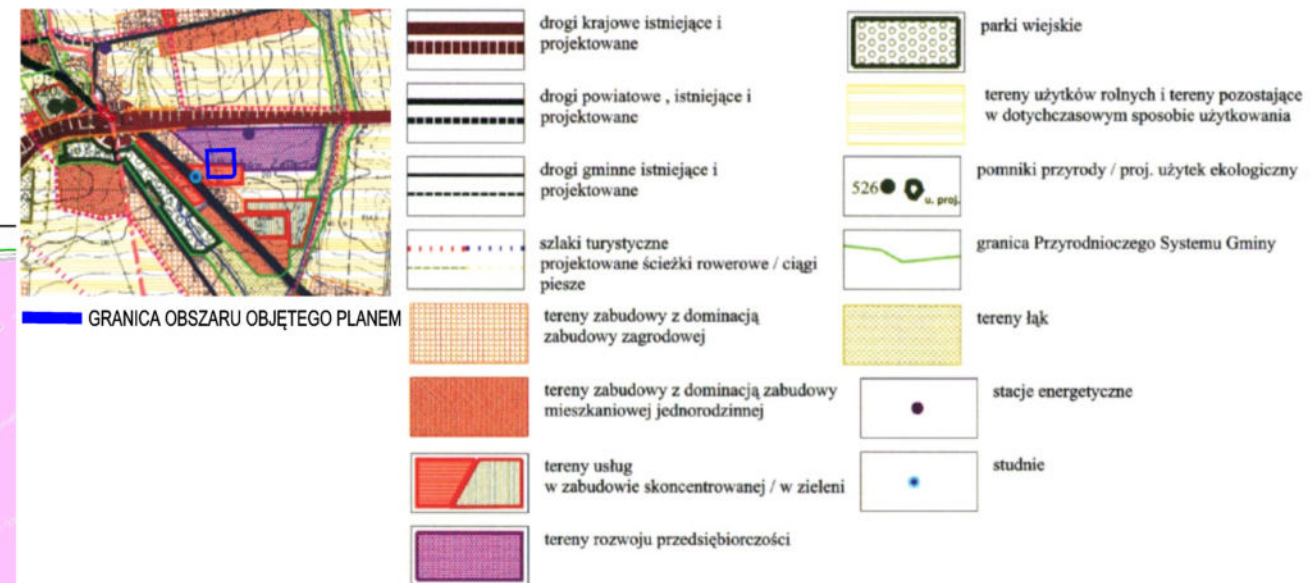 GRANICA OBSZARU OBJĘTEGO PLANEM
drogi krajowe istniejące i
projektowane
drogi powiatowe , istniejące i
projektowane
drogi gminne istniejące i
projektowane
szlaki turystyczne
projektowane ścieżki rowerowe / ciągi
piesze
tereny zabudowy z dominacją
zabudowy zagrodowej
tereny zabudowy z dominacją zabudowy
mieszkaniowej jednorodzinnej
tereny usług
w zabudowie skoncentrowanej / w zieleni
tereny rozwoju przedsiębiorczości
parki wiejskie
tereny użytków rolnych i tereny pozostające
w dotychczasowym sposobie użytkowania
526
u. proj.
pomniki przyrody / proj. użytek ekologiczny
granica Przyrodnioczego Systemu Gminy
tereny łąk
stacje energetyczne
studnie